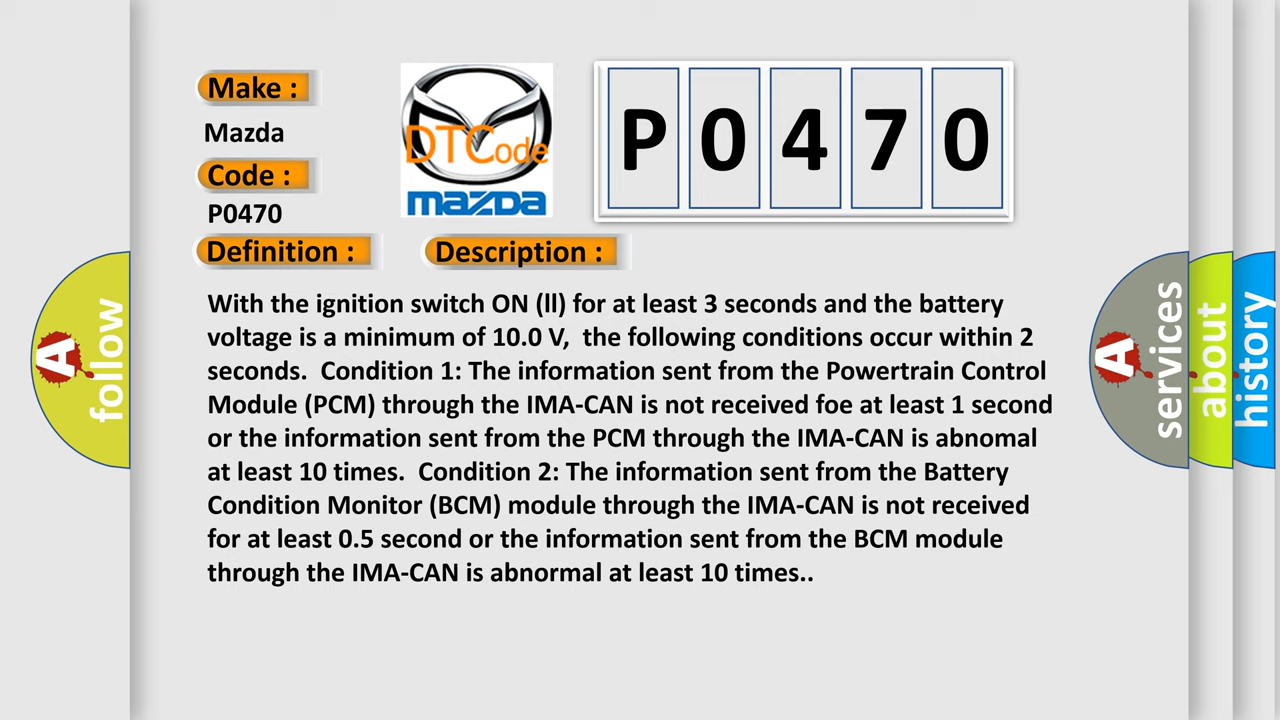 Make :
Mazda
Code :
P0470
DTCode
mazda
P0470
Definition :
Description :
With the ignition switch ON (ll) for at least 3 seconds and the battery
voltage is a minimum of 10.0 V,  the following conditions occur within 2
seconds.  Condition 1: The information sent from the Powertrain Control
Module (PCM) through the IMA-CAN is not received foe at least 1 second
or the information sent from the PCM through the IMA-CAN is abnomal
at least 10 times.  Condition 2: The information sent from the Battery
Condition Monitor (BCM) module through the IMA-CAN is not received
for at least 0.5 second or the information sent from the BCM module
through the IMA-CAN is abnormal at least 10 times..
A
follow
A
services
about
history